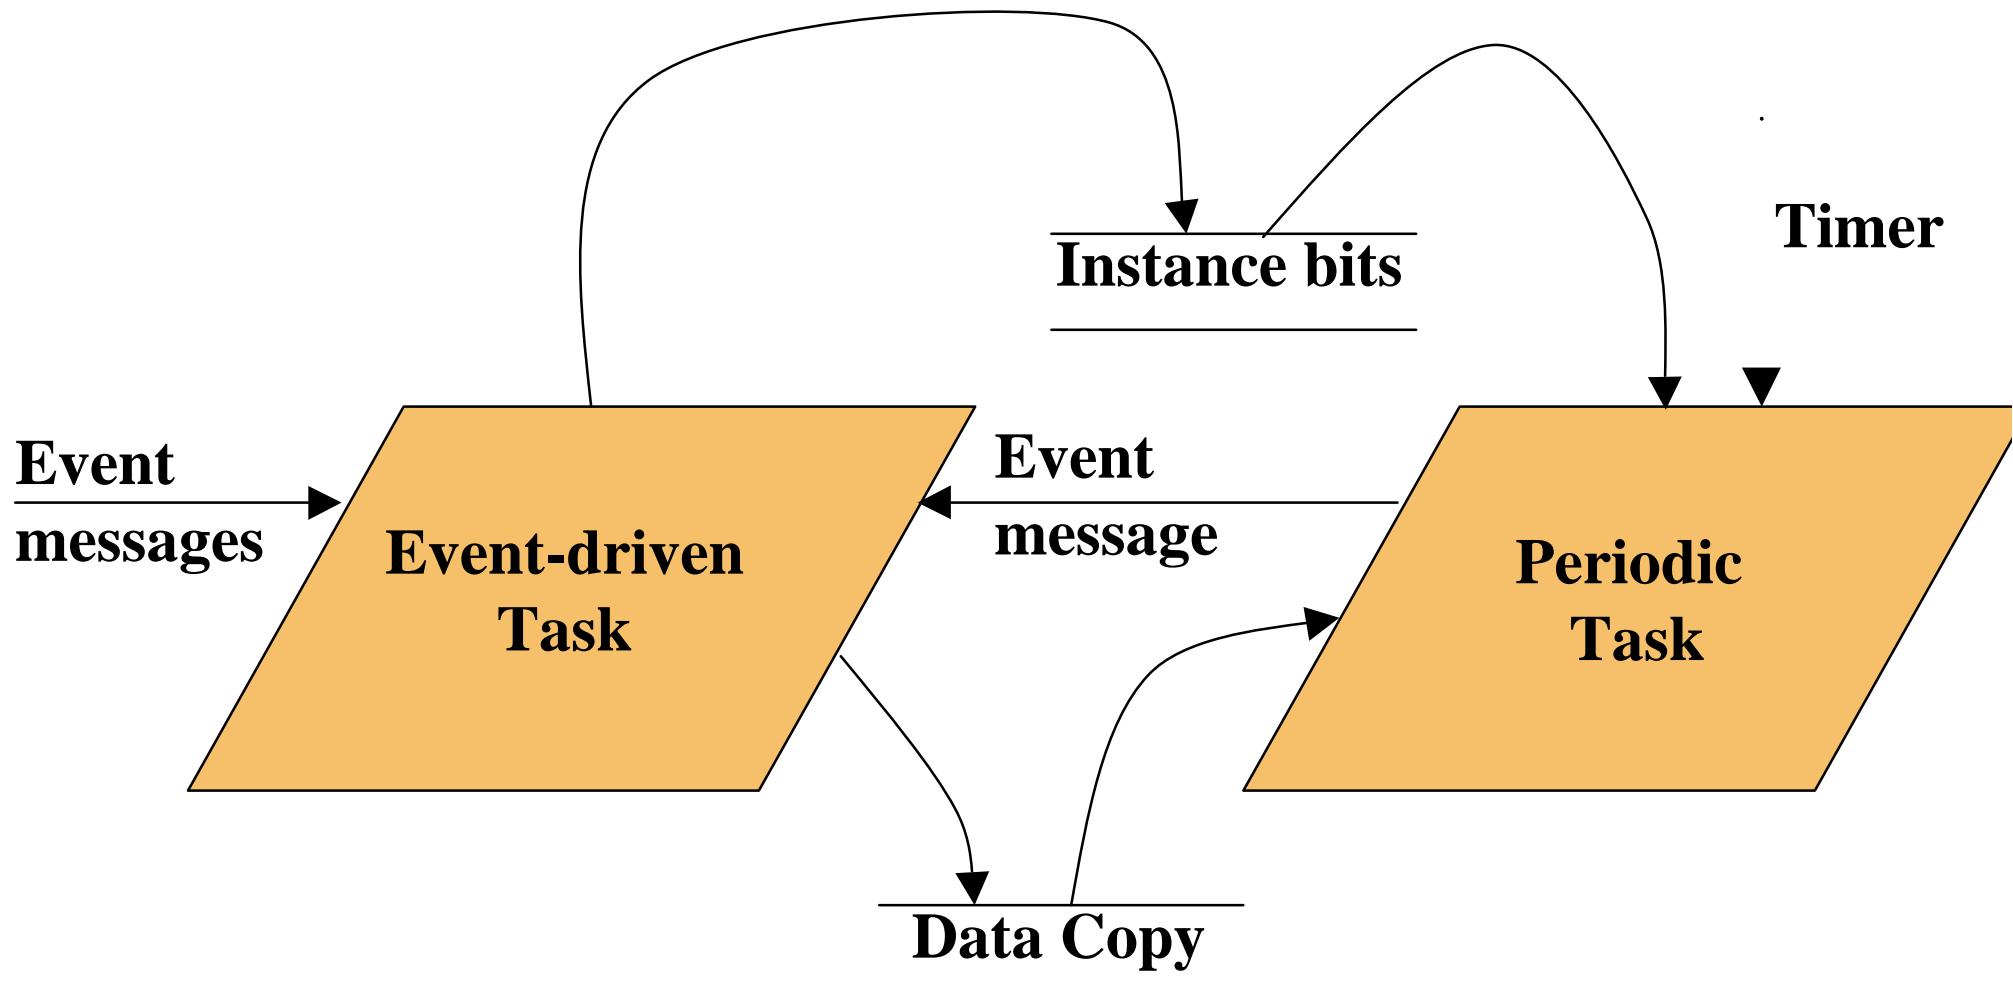 Timer
Instance bits
Event
messages
Event
message
Event-driven
Task
Periodic
Task
Data Copy